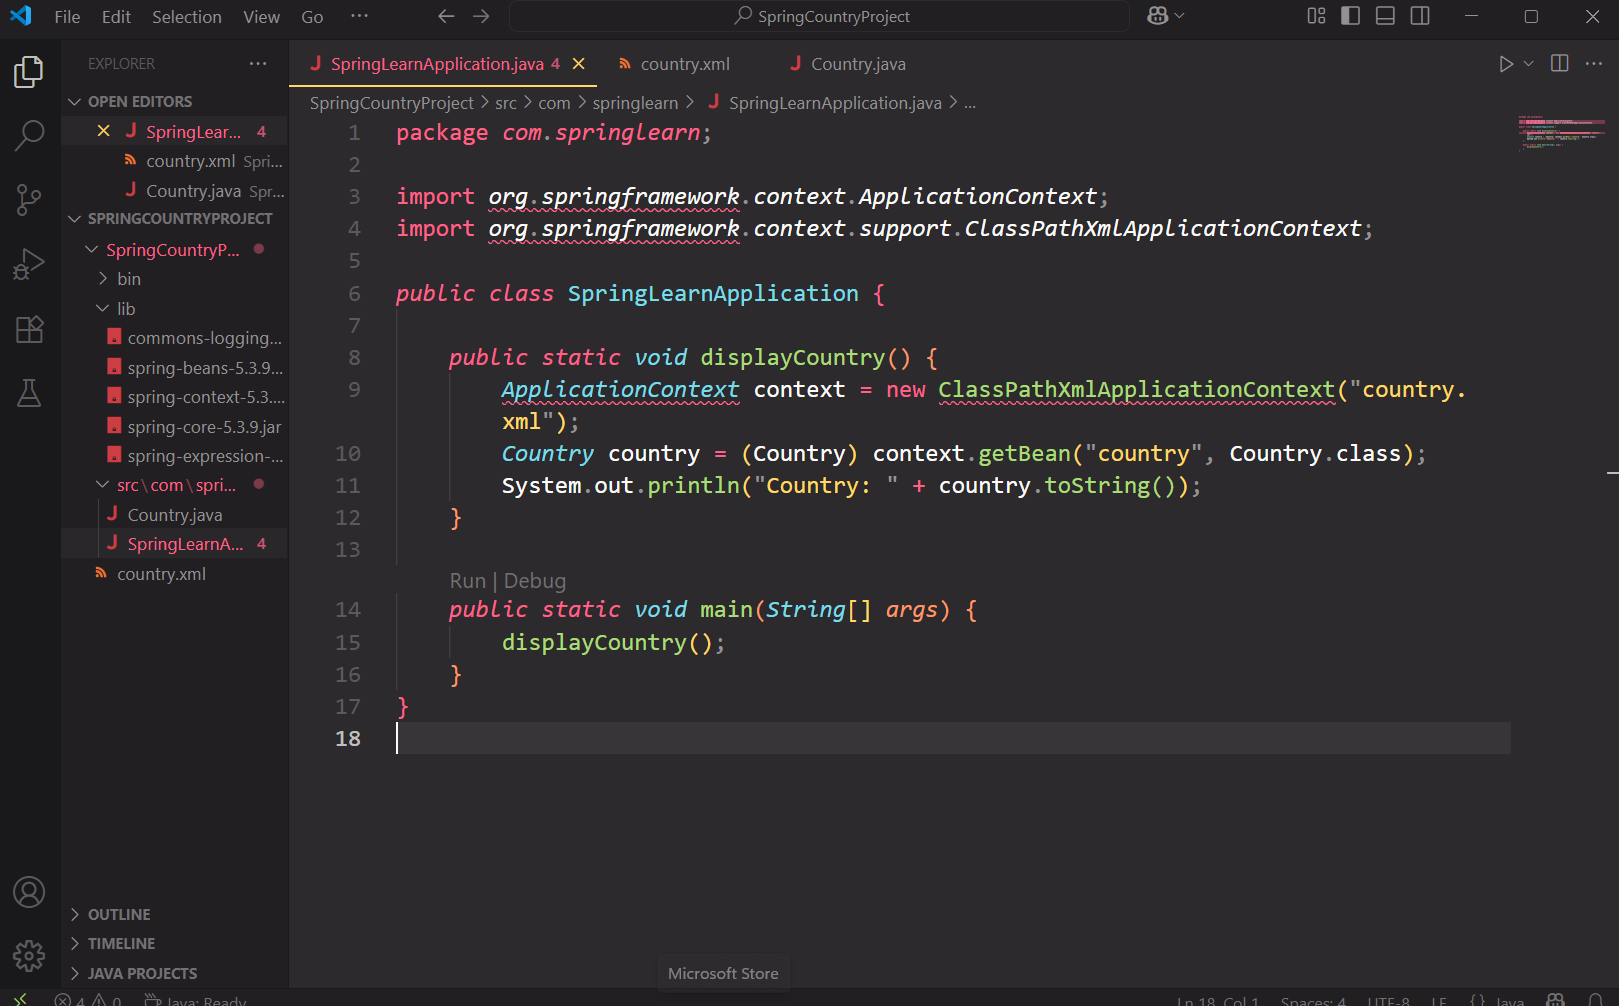 File Edit Selection View Go ··· SpringCountryProject
EXPLORER ···
OPEN EDITORS
SpringLear... 4
country.xml Spri...
Country.java Spr...
SPRINGCOUNTRYPROJECT
SpringCountryP...
bin
lib
commons-logging...
spring-beans-5.3.9...
spring-context-5.3....
spring-core-5.3.9.jar
spring-expression-...
src\com\spri...
Country.java
SpringLearnA... 4
country.xml
OUTLINE
TIMELINE
JAVA PROJECTS
SpringLearnApplication.java 4 country.xml Country.java
SpringCountryProject > src > com > springlearn > SpringLearnApplication.java > ...
1 package com.springlearn;
2
3 import org.springframework.context.ApplicationContext;
4 import org.springframework.context.support.ClassPathXmlApplicationContext;
5
6 public class SpringLearnApplication {
7
8 public static void displayCountry() {
9 ApplicationContext context = new ClassPathXmlApplicationContext("country.
xml");
10 Country country = (Country) context.getBean("country", Country.class);
11 System.out.println("Country: " + country.toString());
12 }
13
Run | Debug
14 public static void main(String[] args) {
15 displayCountry();
16 }
17 }
18
Microsoft Store
4 0 Java: Ready Ln 18, Col 1 Spaces: 4 UTF-8 LF {} Java